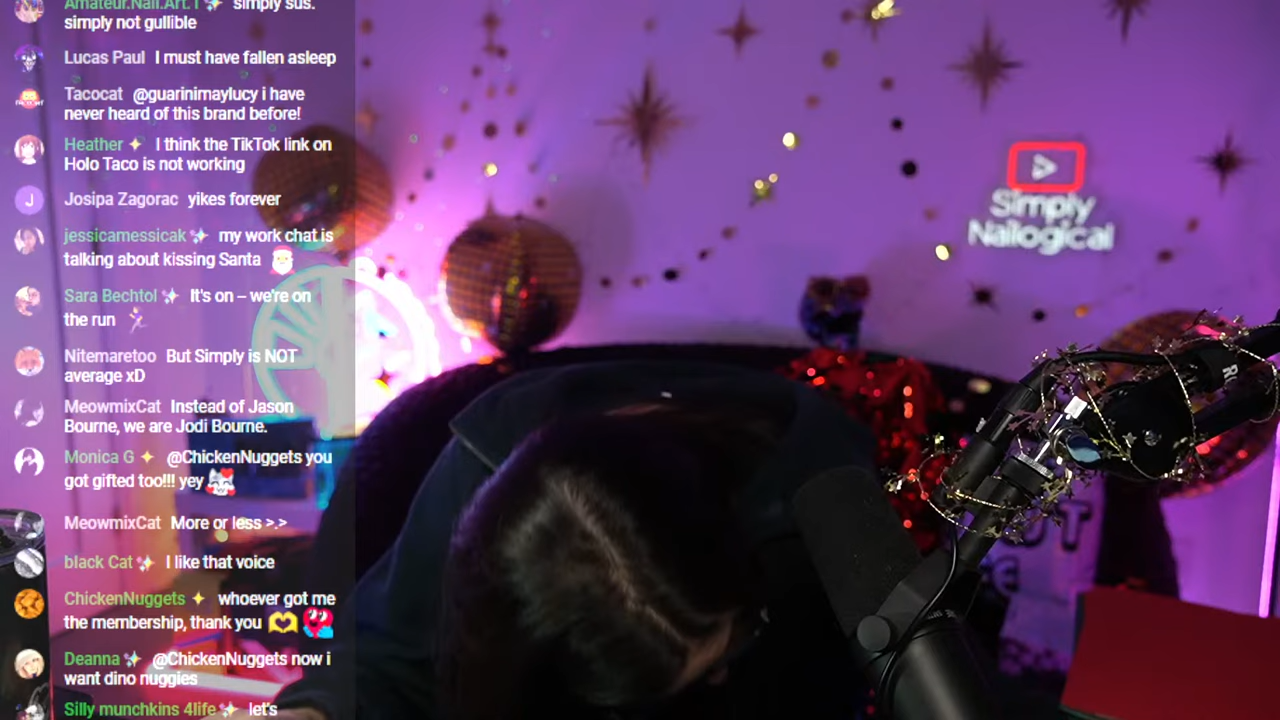 Amateur.Nail.Art.T simply sus.
simply not gullible
Lucas Paul I must have fallen asleep
Tacocat @guarinimaylucy i have
never heard of this brand before!
Heather I think the TikTok link on
Holo Taco is not working
J
Josipa Zagorac yikes forever
jessicamessicak my work chat is
talking about kissing Santa
Sara Bechtol It's on – we're on
the run
Nitemaretoo But Simply is NOT
average xD
MeowmixCat Instead of Jason
Bourne, we are Jodi Bourne.
Monica G @ChickenNuggets you
got gifted too!!! yey
MeowmixCat More or less >.>
black Cat I like that voice
ChickenNuggets whoever got me
the membership, thank you
Deanna @ChickenNuggets now i
want dino nuggies
Silly munchkins 4life let's
Simply
Nailogical